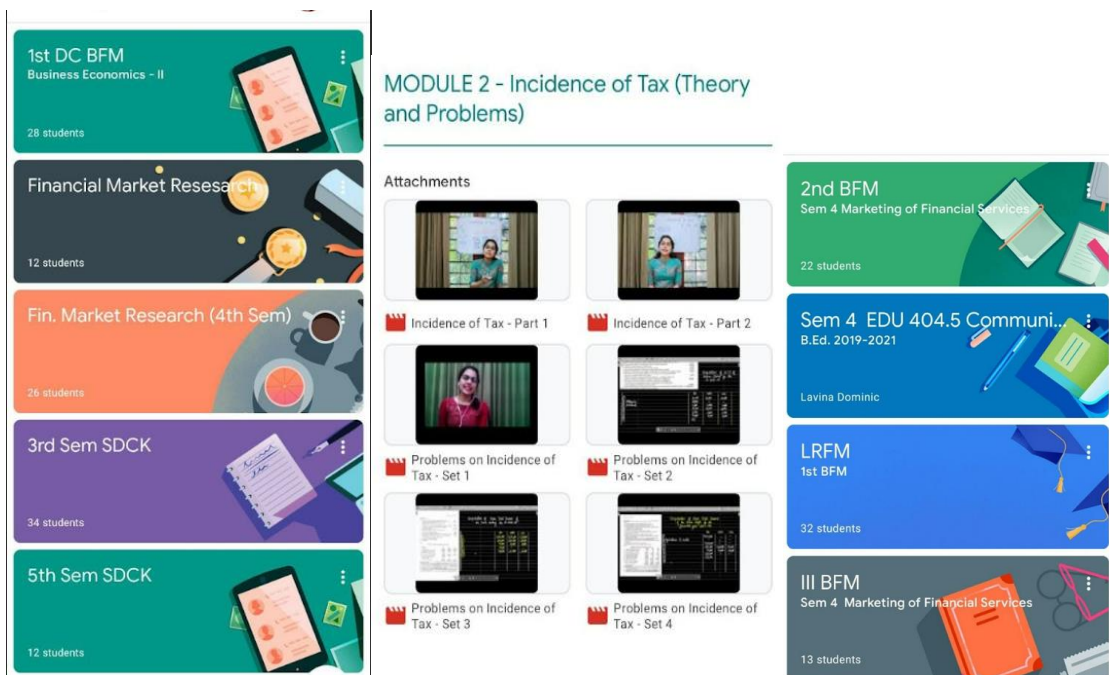 1st DC BFM
Business Economics - II
28 students
Financial Market Resesarch
12 students
Fin. Market Research (4th Sem)
26 students
3rd Sem SDCK
34 students
5th Sem SDCK
12 students
MODULE 2 - Incidence of Tax (Theory
and Problems)
Attachments
Incidence of Tax - Part 1
Incidence of Tax - Part 2
Problems on Incidence of
Tax - Set 1
Problems on Incidence of
Tax - Set 2
Problems on Incidence of
Tax - Set 3
Problems on Incidence of
Tax - Set 4
2nd BFM
Sem 4 Marketing of Financial Services
22 students
Sem 4 EDU 404.5 Communi...
B.Ed. 2019-2021
Lavina Dominic
LRFM
1st BFM
32 students
III BFM
Sem 4 Marketing of Financial Services
13 students